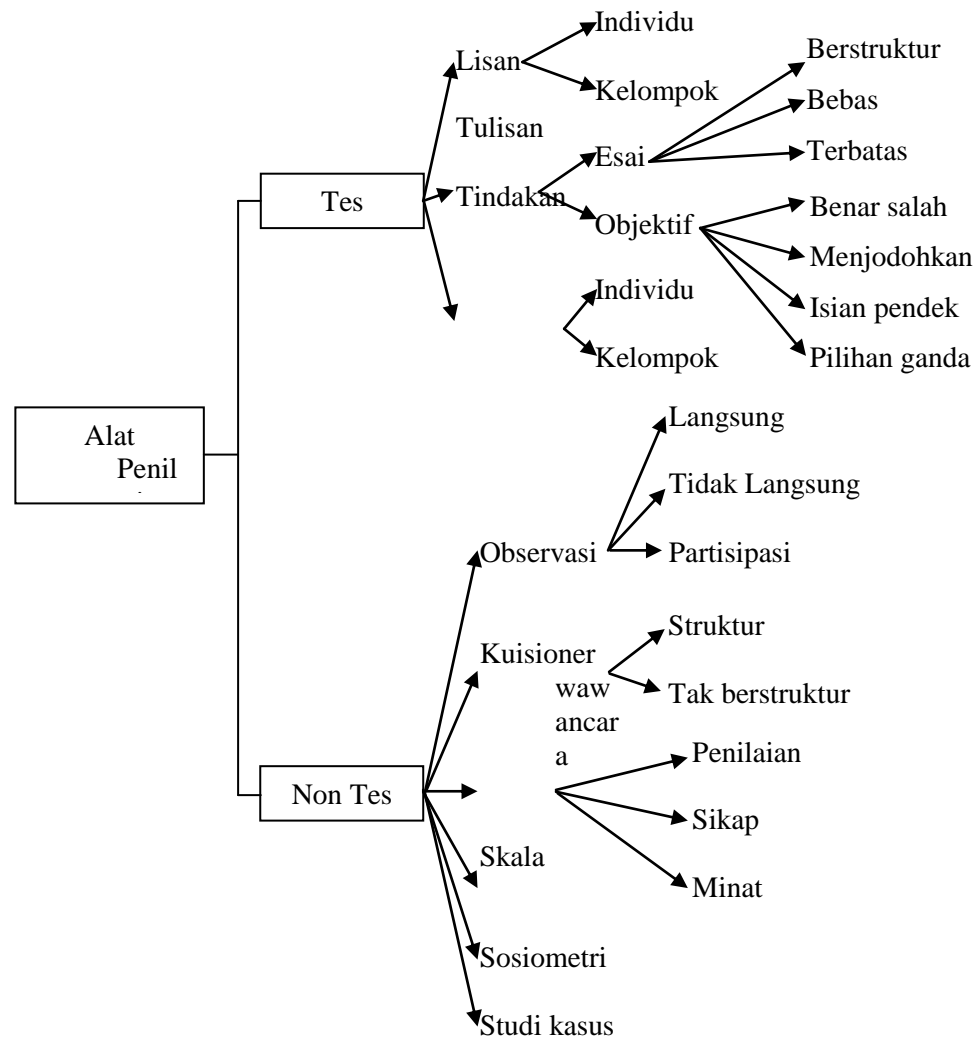 Individu
Lisan
Berstruktur
Kelompok
Bebas
Tulisan
Esai
Terbatas
Tes
Tindakan
Benar salah
Objektif
Menjodohkan
Individu
Isian pendek
Kelompok
Pilihan ganda
Alat
Penil
Langsung
Tidak Langsung
Observasi
Partisipasi
Struktur
Kuisioner
waw
ancar
a
Tak berstruktur
Penilaian
Non Tes
Sikap
Skala
Minat
Sosiometri
Studi kasus